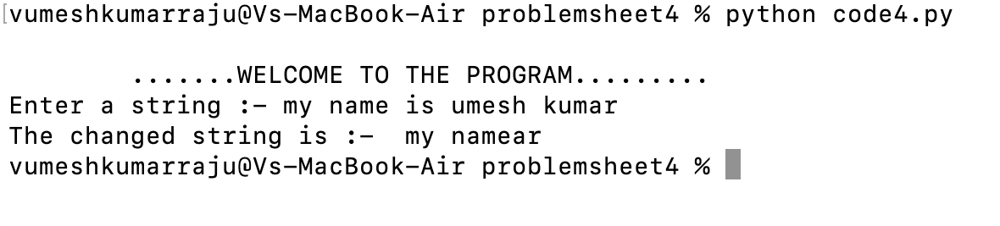 [vumeshkumarraju@Vs-MacBook-Air problemsheet4 % python code4.py
.......WELCOME TO THE PROGRAM.........
Enter a string :- my name is umesh kumar
The changed string is :-  my namear
vumeshkumarraju@Vs-MacBook-Air problemsheet4 %